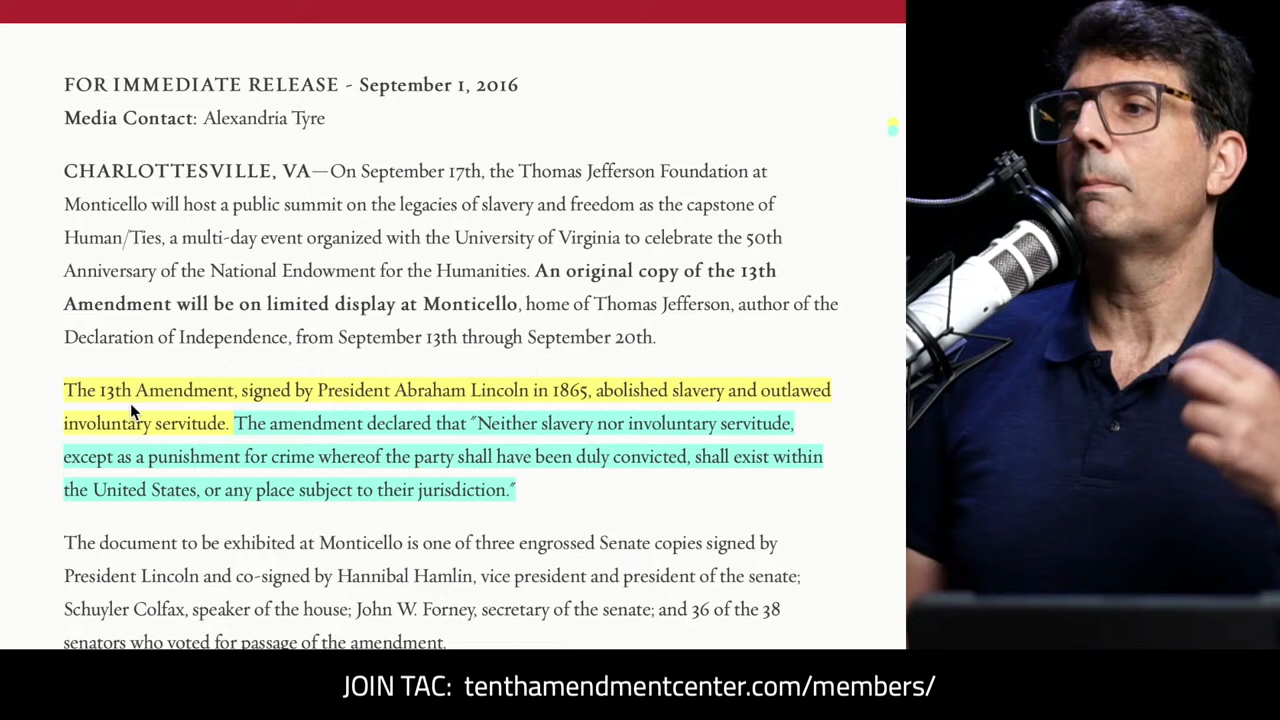 FOR IMMEDIATE RELEASE - September 1, 2016
Media Contact: Alexandria Tyre
CHARLOTTESVILLE, VA—On September 17th, the Thomas Jefferson Foundation at
Monticello will host a public summit on the legacies of slavery and freedom as the capstone of
Human/Ties, a multi-day event organized with the University of Virginia to celebrate the 50th
Anniversary of the National Endowment for the Humanities. An original copy of the 13th
Amendment will be on limited display at Monticello, home of Thomas Jefferson, author of the
Declaration of Independence, from September 13th through September 20th.
The 13th Amendment, signed by President Abraham Lincoln in 1865, abolished slavery and outlawed
involuntary servitude. The amendment declared that "Neither slavery nor involuntary servitude,
except as a punishment for crime whereof the party shall have been duly convicted, shall exist within
the United States, or any place subject to their jurisdiction."
The document to be exhibited at Monticello is one of three engrossed Senate copies signed by
President Lincoln and co-signed by Hannibal Hamlin, vice president and president of the senate;
Schuyler Colfax, speaker of the house; John W. Forney, secretary of the senate; and 36 of the 38
senators who voted for passage of the amendment.
JOIN TAC: tenthamendmentcenter.com/members/